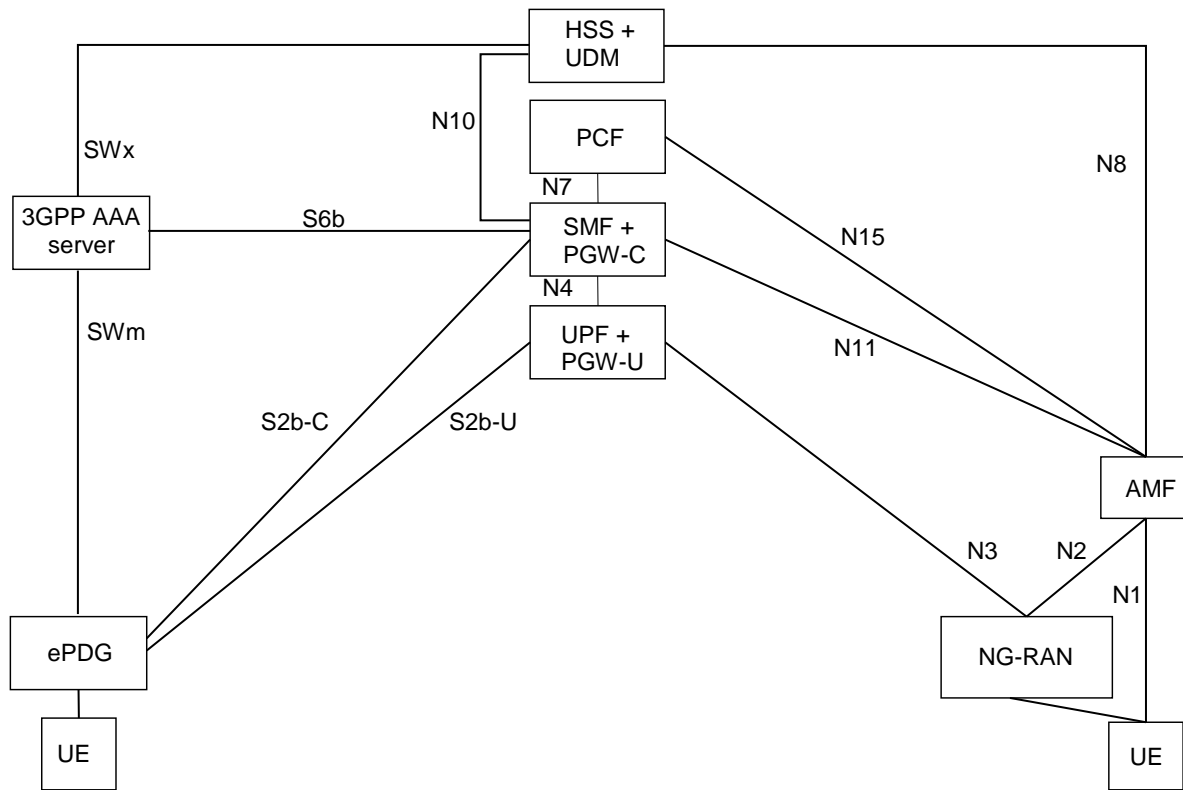 HSS +
UDM
N10
PCF
SWx
N8
N7
3GPP AAA
server
S6b
SMF +
PGW-C
N15
N4
SWm
UPF +
PGW-U
N11
S2b-C
S2b-U
AMF
N3
N2
N1
ePDG
NG-RAN
UE
UE